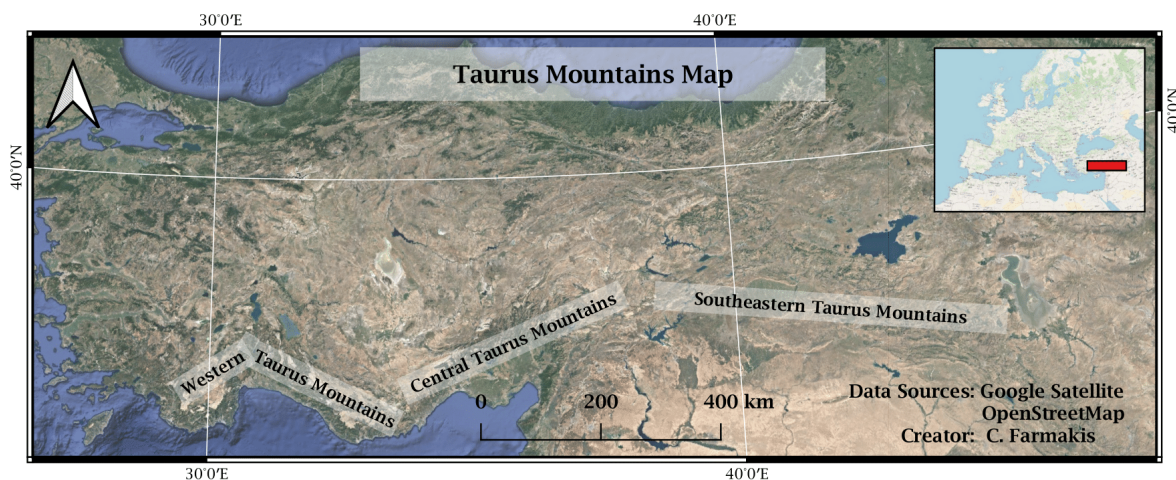 30°0'E
40°0'E
Taurus Mountains Map
40°0'N
40°0'N
Southeastern Taurus Mountains
Central Taurus Mountains
Western
Taurus Mountains
0
200
400 km
Data Sources: Google Satellite
OpenStreetMap
Creator: C. Farmakis
30°0'E
40°0'E